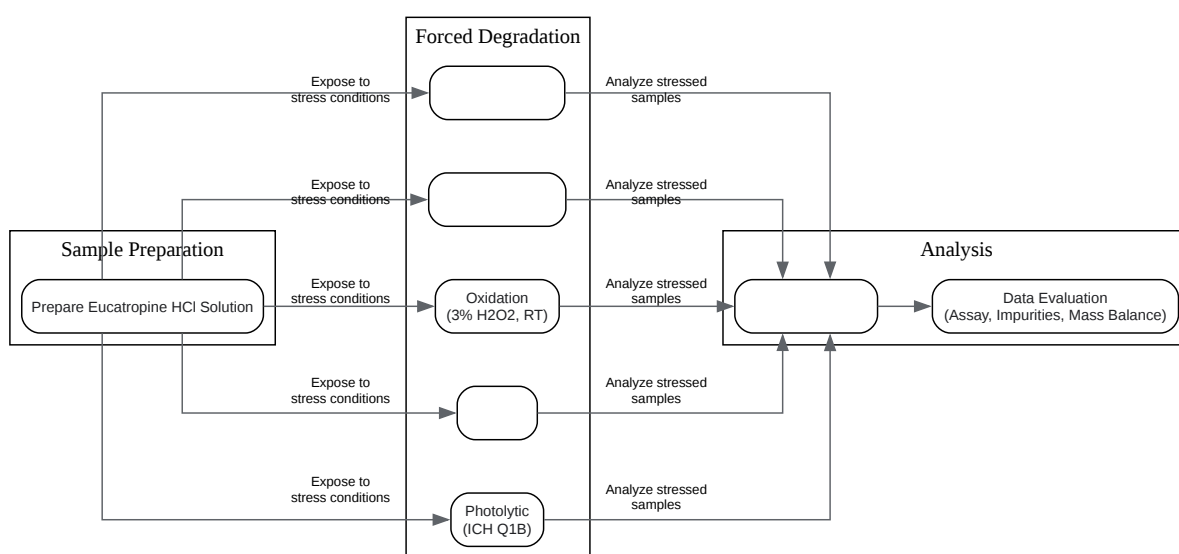 Forced Degradation
Expose to
stress conditions
Analyze stressed
samples
Expose to
stress conditions
Analyze stressed
samples
Sample Preparation
Analysis
Prepare Eucatropine HCl Solution
Expose to
stress conditions
Oxidation
(3% H2O2, RT)
Analyze stressed
samples
Data Evaluation
(Assay, Impurities, Mass Balance)
Expose to
stress conditions
Analyze stressed
samples
Expose to
stress conditions
Photolytic
(ICH Q1B)
Analyze stressed
samples